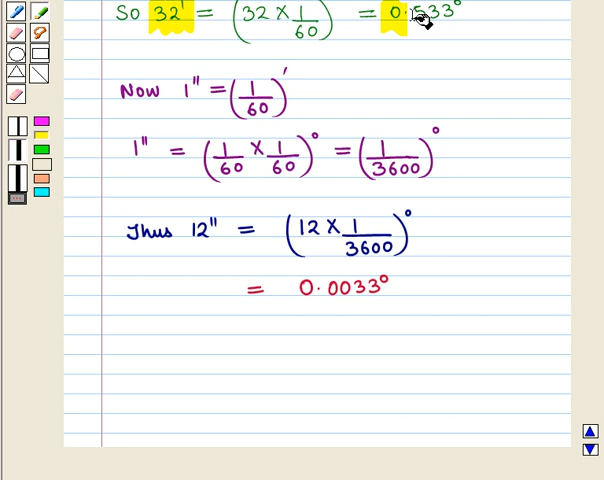 So 32' = (32 × 1/60) = 0.533°
Now 1" = (1/60)'
1" = (1/60 × 1/60)° = (1/3600)°
Thus 12" = (12 × 1/3600)°
= 0.0033°